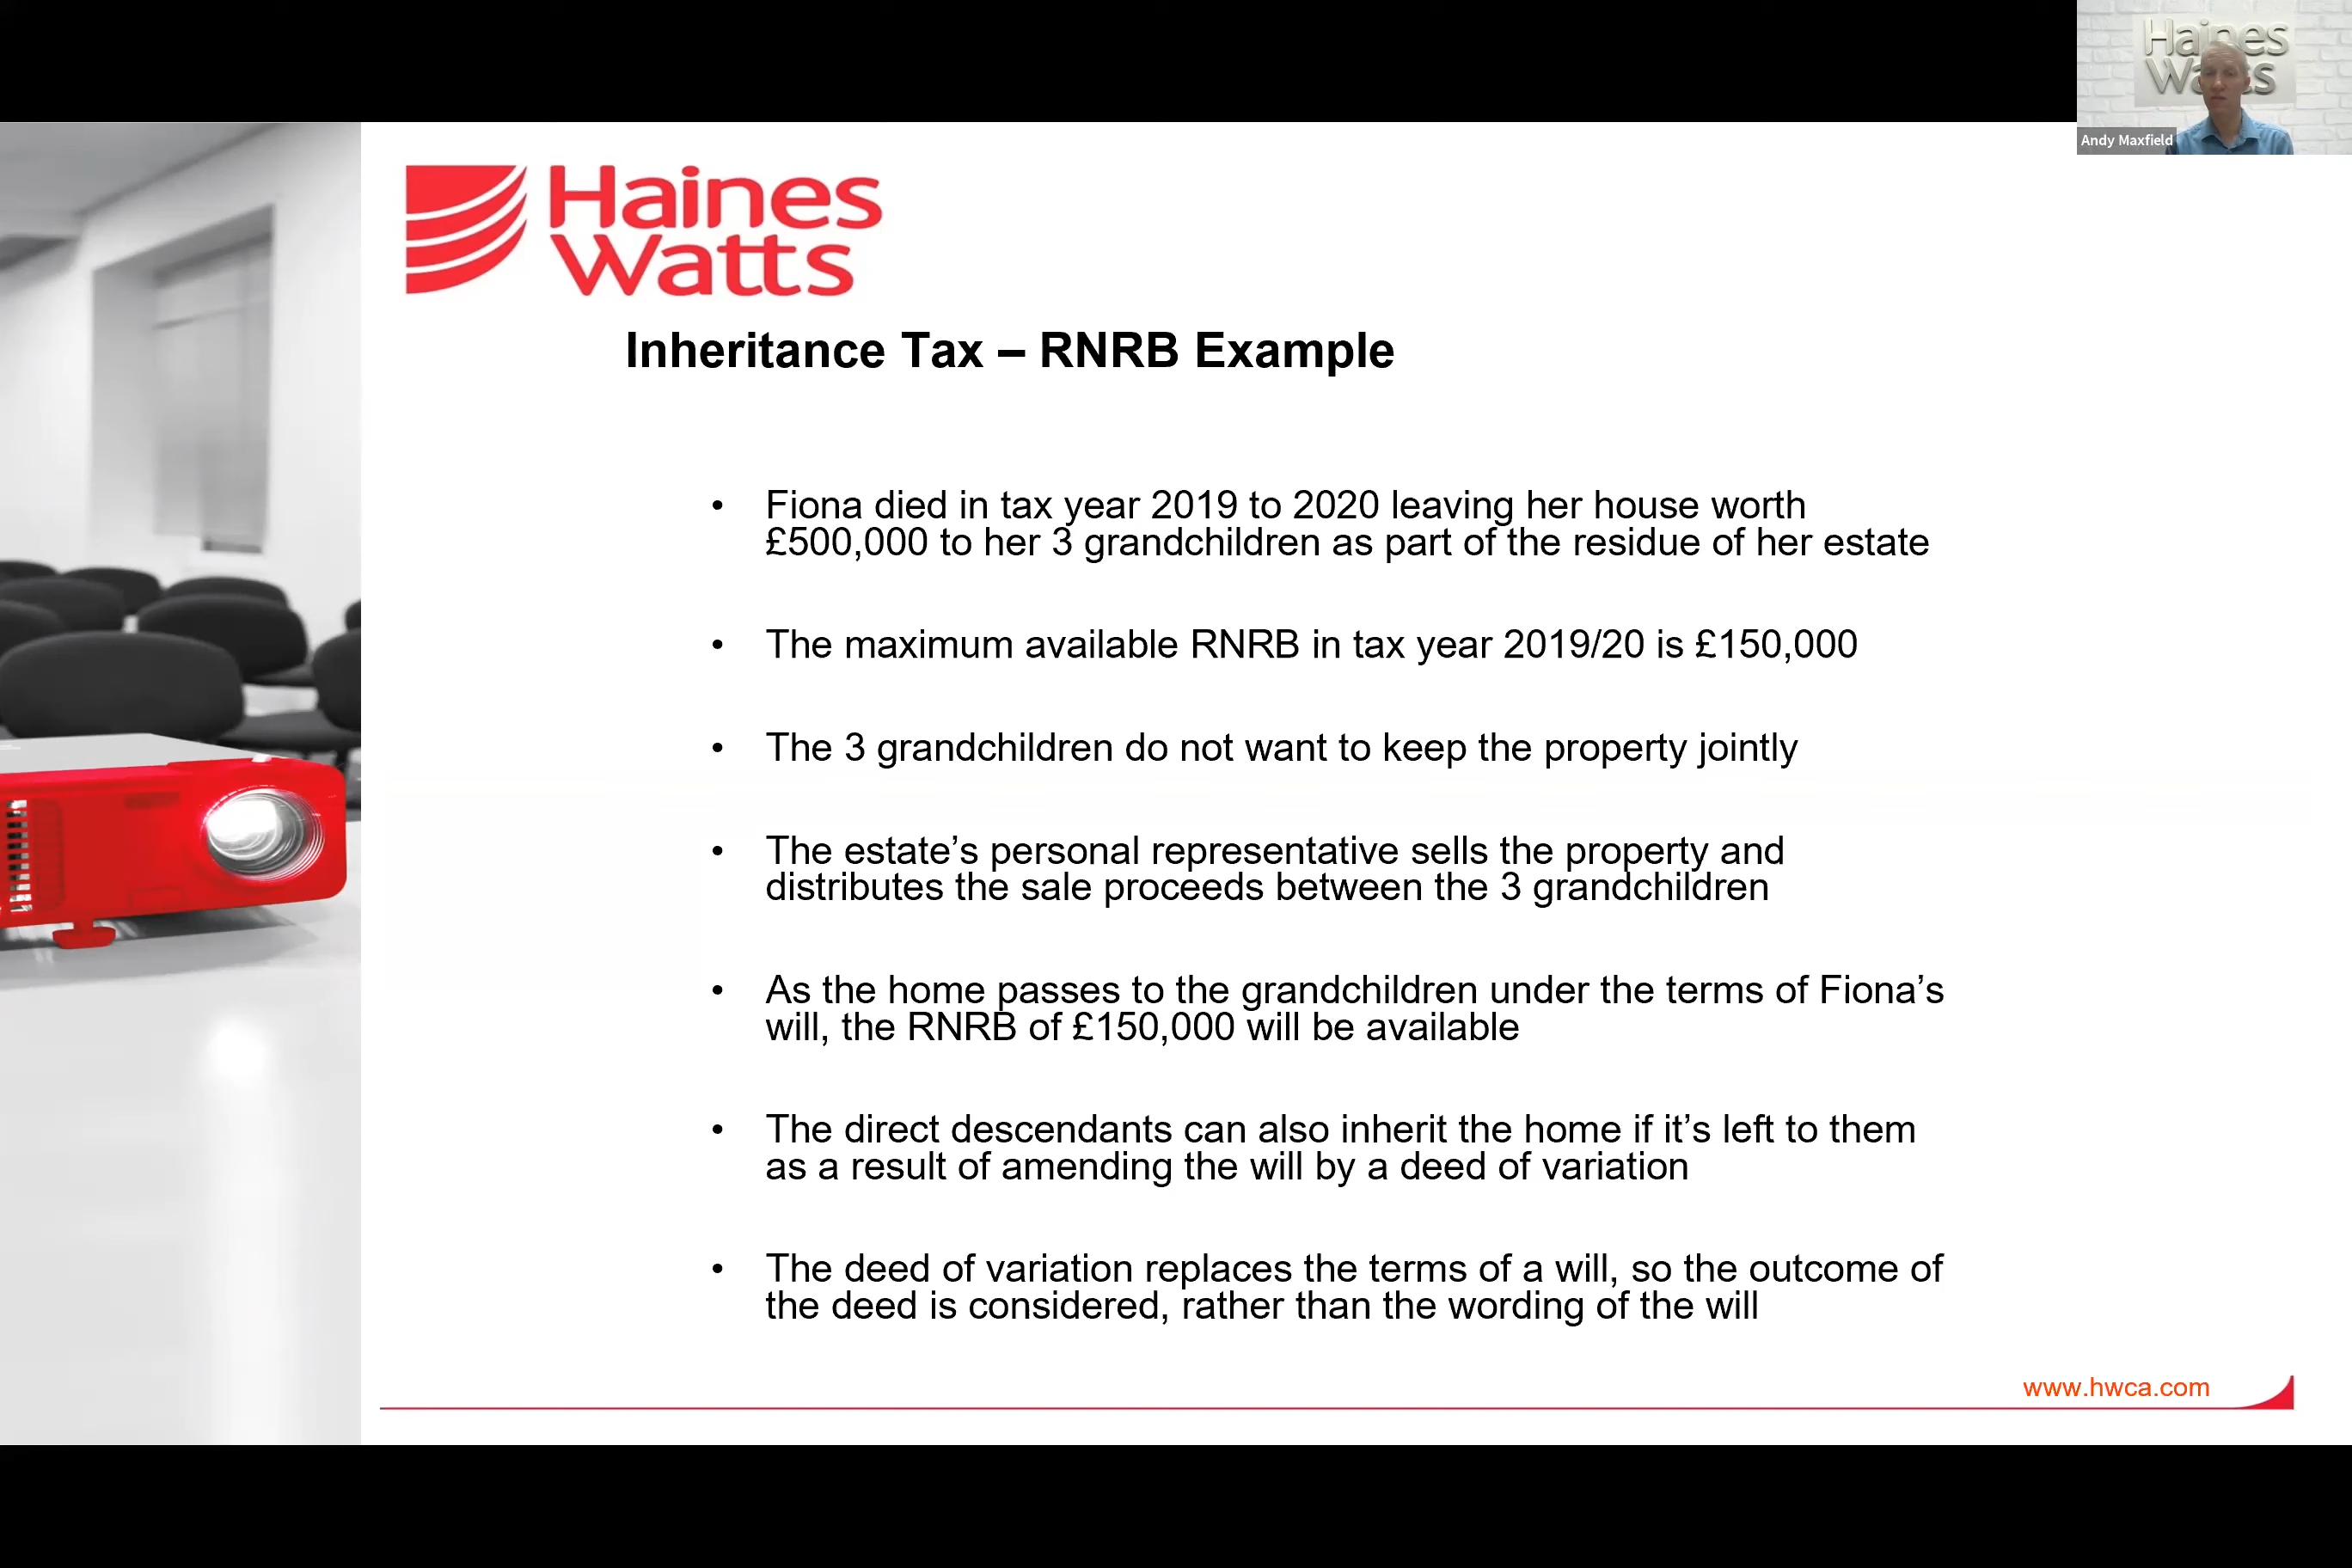 Haines
Watts
Andy Maxfield
Haines
Watts
Inheritance Tax – RNRB Example
• Fiona died in tax year 2019 to 2020 leaving her house worth
£500,000 to her 3 grandchildren as part of the residue of her estate
• The maximum available RNRB in tax year 2019/20 is £150,000
• The 3 grandchildren do not want to keep the property jointly
• The estate’s personal representative sells the property and
distributes the sale proceeds between the 3 grandchildren
• As the home passes to the grandchildren under the terms of Fiona’s
will, the RNRB of £150,000 will be available
• The direct descendants can also inherit the home if it’s left to them
as a result of amending the will by a deed of variation
• The deed of variation replaces the terms of a will, so the outcome of
the deed is considered, rather than the wording of the will
www.hwca.com